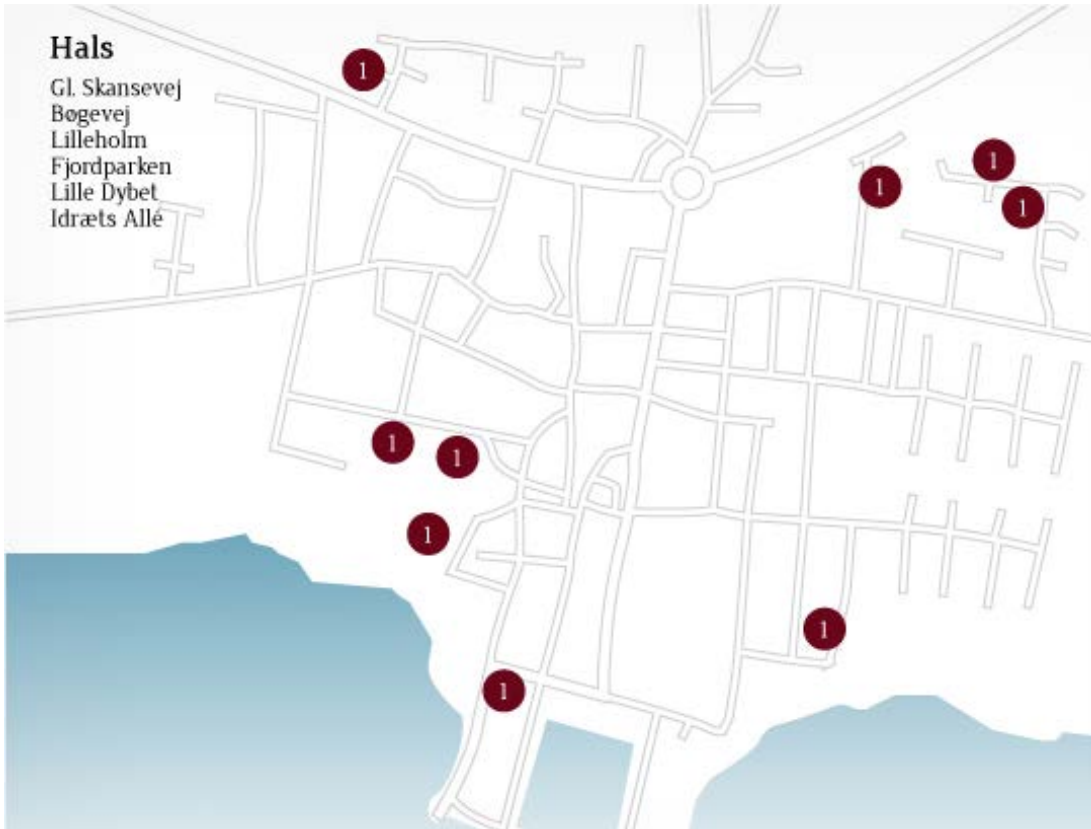 Hals
Gl. Skansevej
Bøgevej
Lilleholm
Fjordparken
Lille Dybet
Idræts Allé
1
1
1
1
1
1
1
1
1